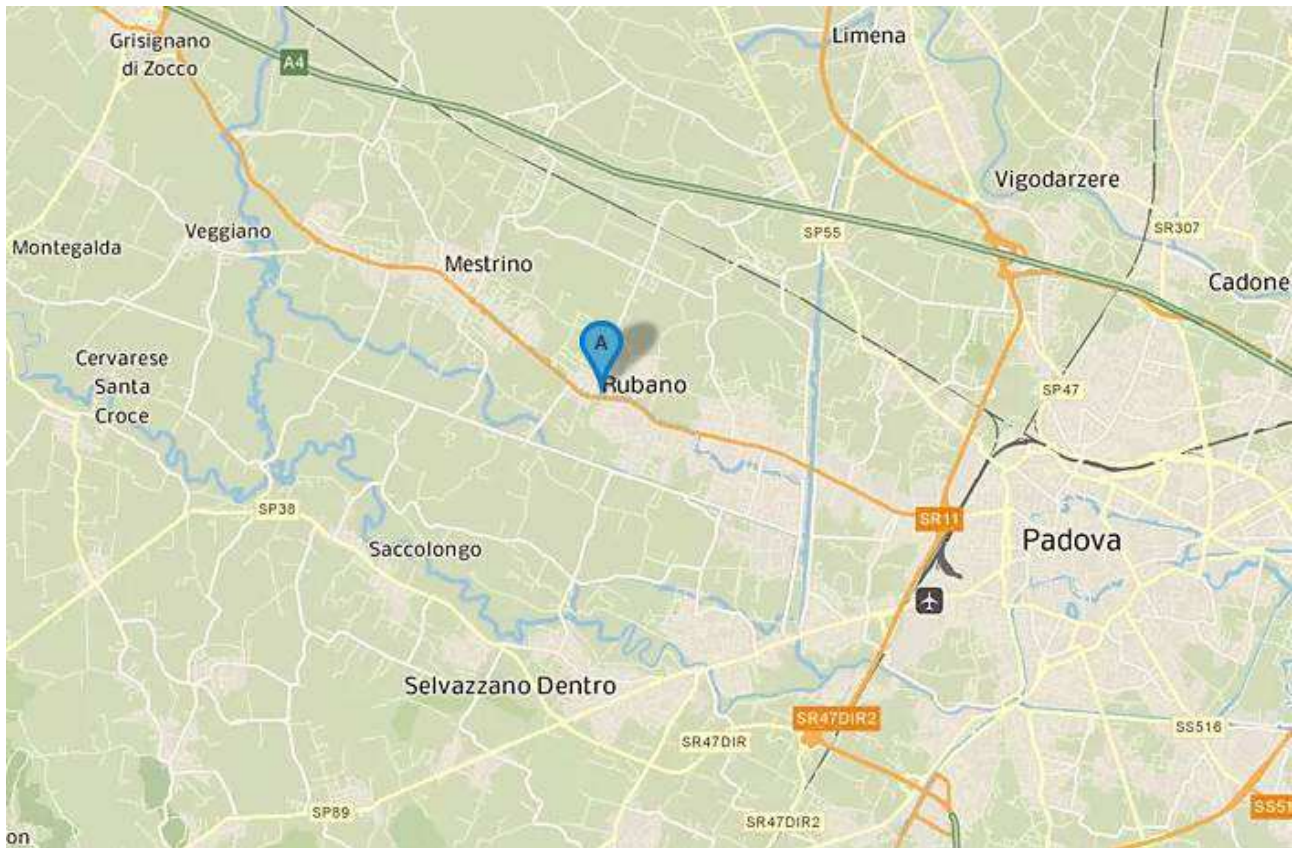 Grisignano
di Zocco
A4
Limena
Vigodarzere
Montegalda
Veggiano
SP55
SR307
Mestrino
Cadone
Cervarese
Santa
Croce
A
Rubano
SP47
SP38
SR11
Padova
Saccolongo
Selvazzano Dentro
SR47DIR2
SR47DIR
SS516
SP89
SR47DIR2
SS51
on